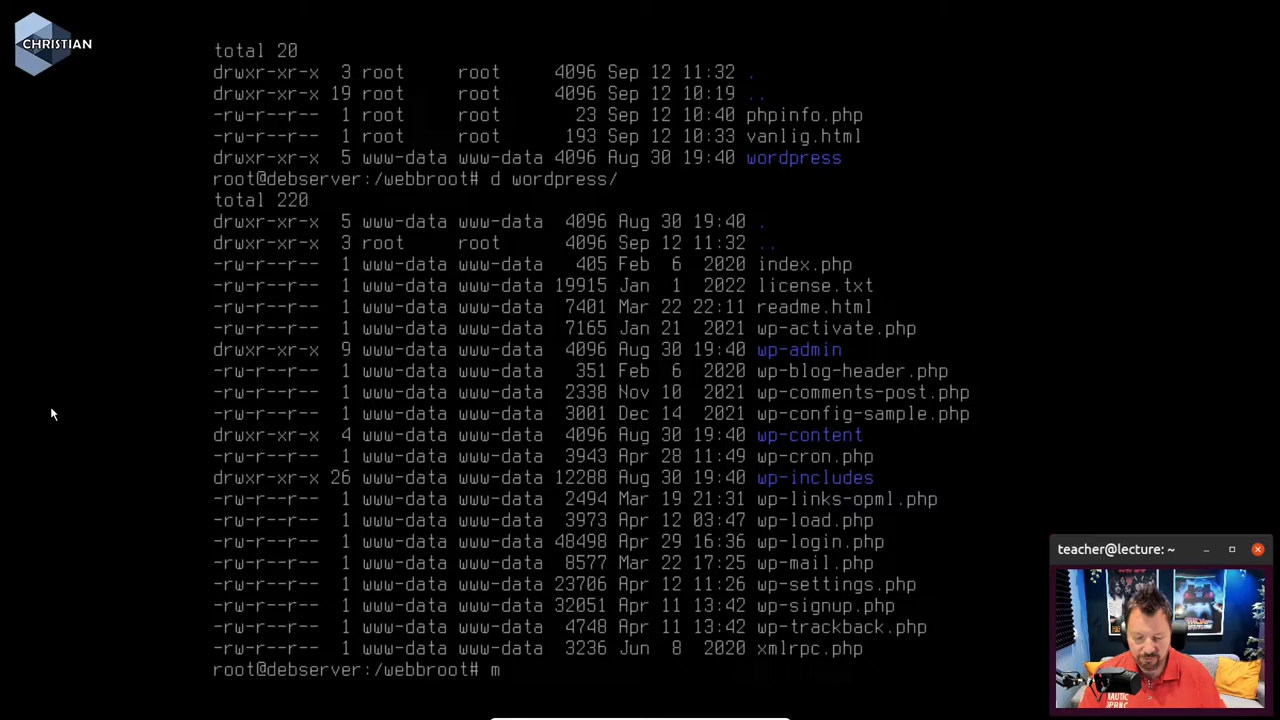 CHRISTIAN
total 20
drwxr-xr-x  3 root     root     4096 Sep 12 11:32 .
drwxr-xr-x 19 root     root     4096 Sep 12 10:19 ..
-rw-r--r--  1 root     root       23 Sep 12 10:40 phpinfo.php
-rw-r--r--  1 root     root      193 Sep 12 10:33 vanlig.html
drwxr-xr-x  5 www-data www-data 4096 Aug 30 19:40 wordpress
root@debserver:/webbroot# d wordpress/
total 220
drwxr-xr-x  5 www-data www-data  4096 Aug 30 19:40 .
drwxr-xr-x  3 root     root      4096 Sep 12 11:32 ..
-rw-r--r--  1 www-data www-data   405 Feb  6  2020 index.php
-rw-r--r--  1 www-data www-data 19915 Jan  1  2022 license.txt
-rw-r--r--  1 www-data www-data  7401 Mar 22 22:11 readme.html
-rw-r--r--  1 www-data www-data  7165 Jan 21  2021 wp-activate.php
drwxr-xr-x  9 www-data www-data  4096 Aug 30 19:40 wp-admin
-rw-r--r--  1 www-data www-data   351 Feb  6  2020 wp-blog-header.php
-rw-r--r--  1 www-data www-data  2338 Nov 10  2021 wp-comments-post.php
-rw-r--r--  1 www-data www-data  3001 Dec 14  2021 wp-config-sample.php
drwxr-xr-x  4 www-data www-data  4096 Aug 30 19:40 wp-content
-rw-r--r--  1 www-data www-data  3943 Apr 28 11:49 wp-cron.php
drwxr-xr-x 26 www-data www-data 12288 Aug 30 19:40 wp-includes
-rw-r--r--  1 www-data www-data  2494 Mar 19 21:31 wp-links-opml.php
-rw-r--r--  1 www-data www-data  3973 Apr 12 03:47 wp-load.php
-rw-r--r--  1 www-data www-data 48498 Apr 29 16:36 wp-login.php
-rw-r--r--  1 www-data www-data  8577 Mar 22 17:25 wp-mail.php
-rw-r--r--  1 www-data www-data 23706 Apr 12 11:26 wp-settings.php
-rw-r--r--  1 www-data www-data 32051 Apr 11 13:42 wp-signup.php
-rw-r--r--  1 www-data www-data  4748 Apr 11 13:42 wp-trackback.php
-rw-r--r--  1 www-data www-data  3236 Jun  8  2020 xmlrpc.php
root@debserver:/webbroot# m
teacher@lecture: ~